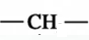 — CH —